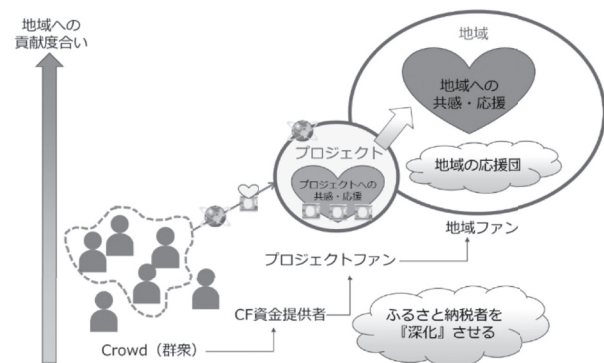 地域への
貢献度合い
地域
地域への
共感・応援
プロジェクト
プロジェクトへの
共感・応援
地域の応援団
地域ファン
プロジェクトファン
CF資金提供者
ふるさと納税者を
『深化』させる
Crowd（群衆）